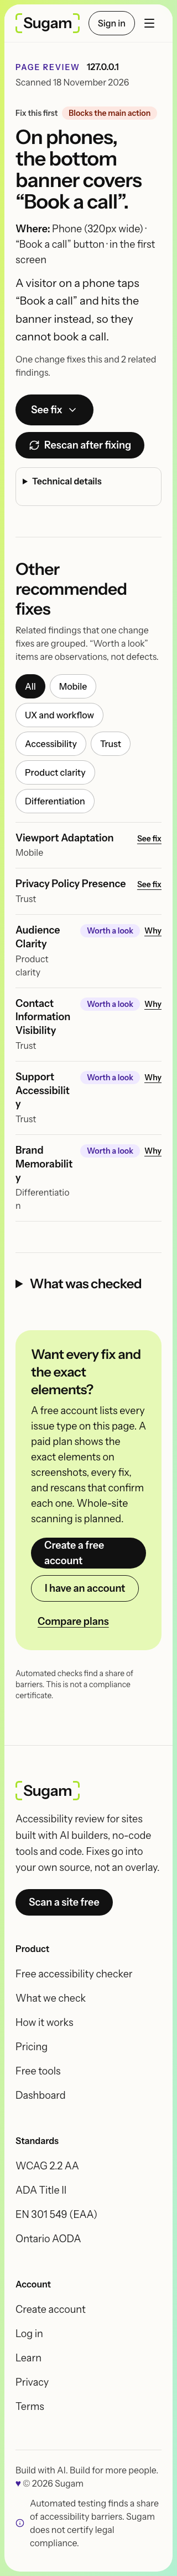 Sugam
Sign in
PAGE REVIEW 127.0.0.1
Scanned 18 November 2026
Fix this first Blocks the main action
On phones,
the bottom
banner covers
“Book a call”.
Where: Phone (320px wide) ·
“Book a call” button · in the first
screen
A visitor on a phone taps
“Book a call” and hits the
banner instead, so they
cannot book a call.
One change fixes this and 2 related
findings.
See fix
Rescan after fixing
Technical details
Other
recommended
fixes
Related findings that one change
fixes are grouped. “Worth a look”
items are observations, not defects.
All
Mobile
UX and workflow
Accessibility
Trust
Product clarity
Differentiation
Viewport Adaptation See fix
Mobile
Privacy Policy Presence See fix
Trust
Audience Worth a look Why
Clarity
Product
clarity
Contact Worth a look Why
Information
Visibility
Trust
Support Worth a look Why
Accessibilit
y
Trust
Brand Worth a look Why
Memorabilit
y
Differentiatio
n
What was checked
Want every fix and
the exact
elements?
A free account lists every
issue type on this page. A
paid plan shows the
exact elements on
screenshots, every fix,
and rescans that confirm
each one. Whole-site
scanning is planned.
Create a free
account
I have an account
Compare plans
Automated checks find a share of
barriers. This is not a compliance
certificate.
Sugam
Accessibility review for sites
built with AI builders, no-code
tools and code. Fixes go into
your own source, not an overlay.
Scan a site free
Product
Free accessibility checker
What we check
How it works
Pricing
Free tools
Dashboard
Standards
WCAG 2.2 AA
ADA Title II
EN 301 549 (EAA)
Ontario AODA
Account
Create account
Log in
Learn
Privacy
Terms
Build with AI. Build for more people.
♥ © 2026 Sugam
Automated testing finds a share
of accessibility barriers. Sugam
does not certify legal
compliance.